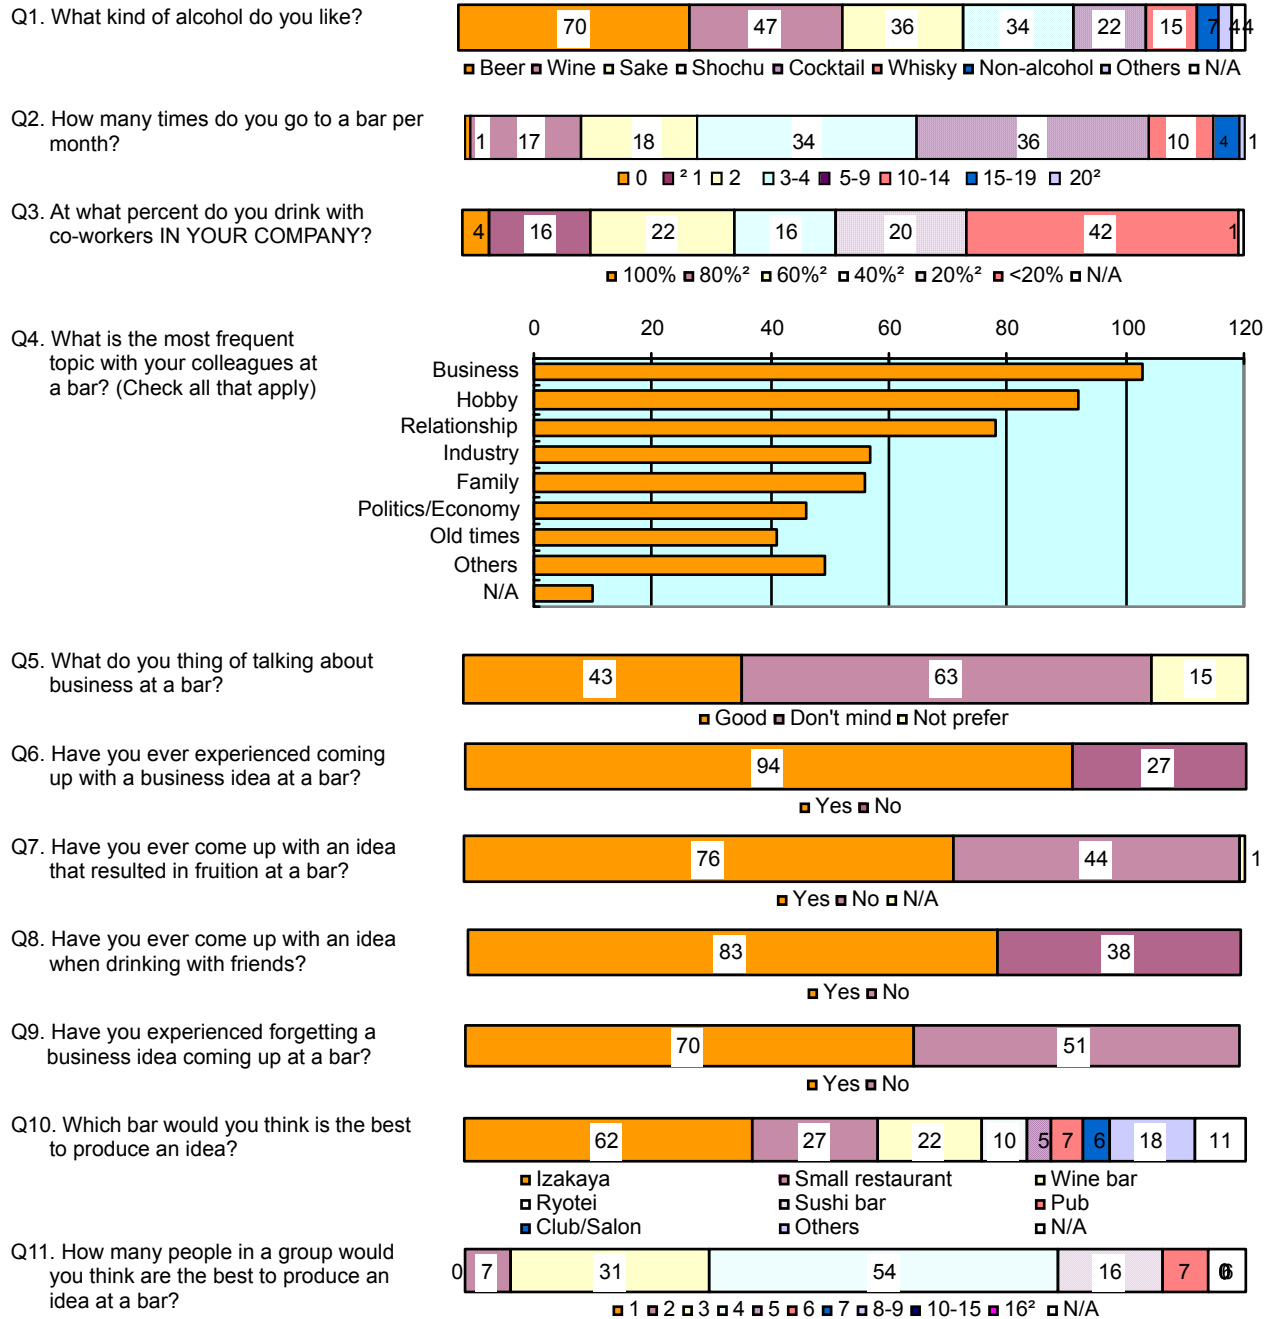 Q1. What kind of alcohol do you like?
70 47 36 34 22 15 7 4 4
Beer Wine Sake Shochu Cocktail Whisky Non-alcohol Others N/A
Q2. How many times do you go to a bar per
month?
1 17 18 34 36 10 4 1
0 ² 1 2 3-4 5-9 10-14 15-19 20²
Q3. At what percent do you drink with
co-workers IN YOUR COMPANY?
4 16 22 16 20 42 1
100% 80%² 60%² 40%² 20%² <20% N/A
Q4. What is the most frequent
topic with your colleagues at
a bar? (Check all that apply)
0 20 40 60 80 100 120
Business
Hobby
Relationship
Industry
Family
Politics/Economy
Old times
Others
N/A
Q5. What do you thing of talking about
business at a bar?
43 63 15
Good Don't mind Not prefer
Q6. Have you ever experienced coming
up with a business idea at a bar?
94 27
Yes No
Q7. Have you ever come up with an idea
that resulted in fruition at a bar?
76 44 1
Yes No N/A
Q8. Have you ever come up with an idea
when drinking with friends?
83 38
Yes No
Q9. Have you experienced forgetting a
business idea coming up at a bar?
70 51
Yes No
Q10. Which bar would you think is the best
to produce an idea?
62 27 22 10 5 7 6 18 11
Izakaya Small restaurant Wine bar
Ryotei Sushi bar Pub
Club/Salon Others N/A
Q11. How many people in a group would
you think are the best to produce an
idea at a bar?
0 7 31 54 16 7 6
1 2 3 4 5 6 7 8-9 10-15 16² N/A